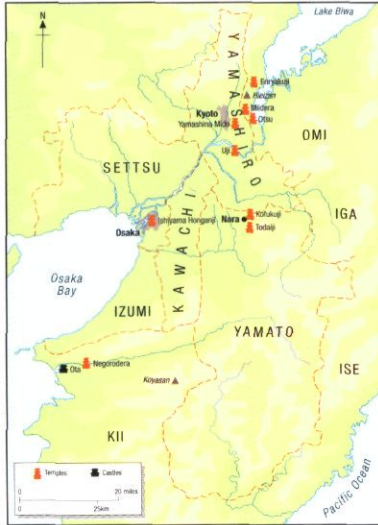 Lake Biwa
N
YAMASHIRO
Enryakuji
Hieizan
Kyoto
Miidera
Yamashina Mido
Otsu
OMI
Uji
SETTSU
IGA
Kofukuji
Nara
Todaiji
Ishiyama Honganji
Osaka
KAWACHI
Osaka
Bay
IZUMI
YAMATO
ISE
Negorodera
Ota
Koyasan
KII
Pacific Ocean
Temples
Castles
0
20 miles
0
25km